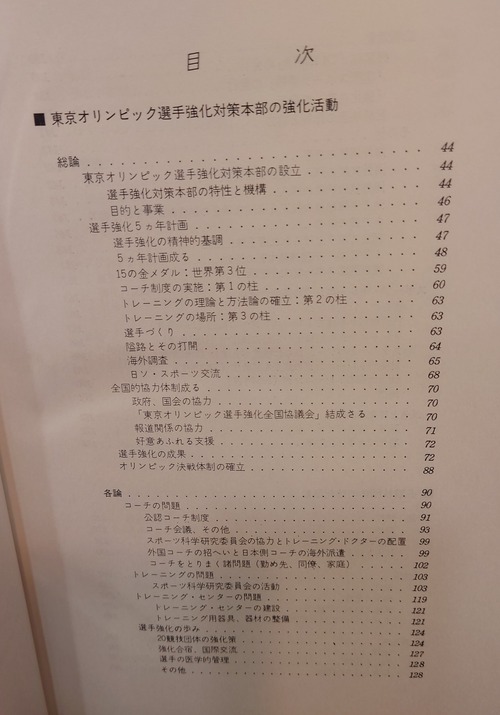 目次
■ 東京オリンピック選手強化対策本部の強化活動
総論 44
東京オリンピック選手強化対策本部の設立 44
選手強化対策本部の特性と機構 44
目的と事業 46
選手強化5ヵ年計画 47
選手強化の精神的基調 47
5ヵ年計画成る 48
15の金メダル:世界第3位 59
コーチ制度の実施:第1の柱 60
トレーニングの理論と方法論の確立:第2の柱 63
トレーニングの場所:第3の柱 63
選手づくり 63
隘路とその打開 64
海外調査 65
日ソ・スポーツ交流 68
全国的協力体制成る 70
政府、国会の協力 70
「東京オリンピック選手強化全国協議会」結成さる 70
報道関係の協力 71
好意あふれる支援 72
選手強化の成果 72
オリンピック決戦体制の確立 88
各論 90
コーチの問題 90
公認コーチ制度 91
コーチ会議、その他 93
スポーツ科学研究委員会の協力とトレーニング・ドクターの配置 99
外国コーチの招へいと日本側コーチの海外派遣 99
コーチをとりまく諸問題(勤め先、同僚、家庭) 102
トレーニングの問題 103
スポーツ科学研究委員会の活動 103
トレーニング・センターの問題 119
トレーニング・センターの建設 121
トレーニング用器具、器材の整備 121
選手強化の歩み 124
20競技団体の強化策 124
強化合宿、国際交流 127
選手の医学的管理 128
その他 128